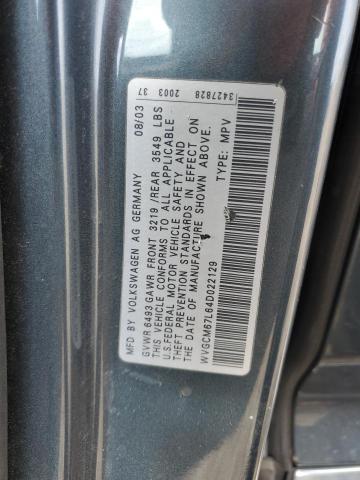 MFD. BY VOLKSWAGEN AG GERMANY 08/03
GVWR 6493 GAWR FRONT 3219 /REAR 3549 LBS
THIS VEHICLE CONFORMS TO ALL APPLICABLE
U.S.FEDERAL MOTOR VEHICLE SAFETY AND
THEFT PREVENTION STANDARDS IN EFFECT ON
THE DATE OF MANUFACTURE SHOWN ABOVE.
WVGCM67L64D022129 TYPE: MPV
2003 37 3427828